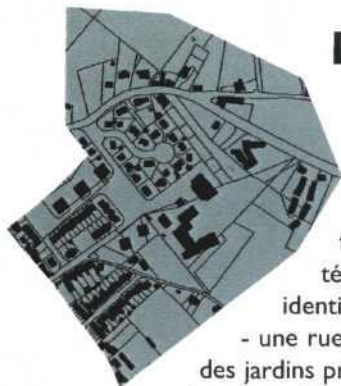 té
identi
- une rue
des jardins pr